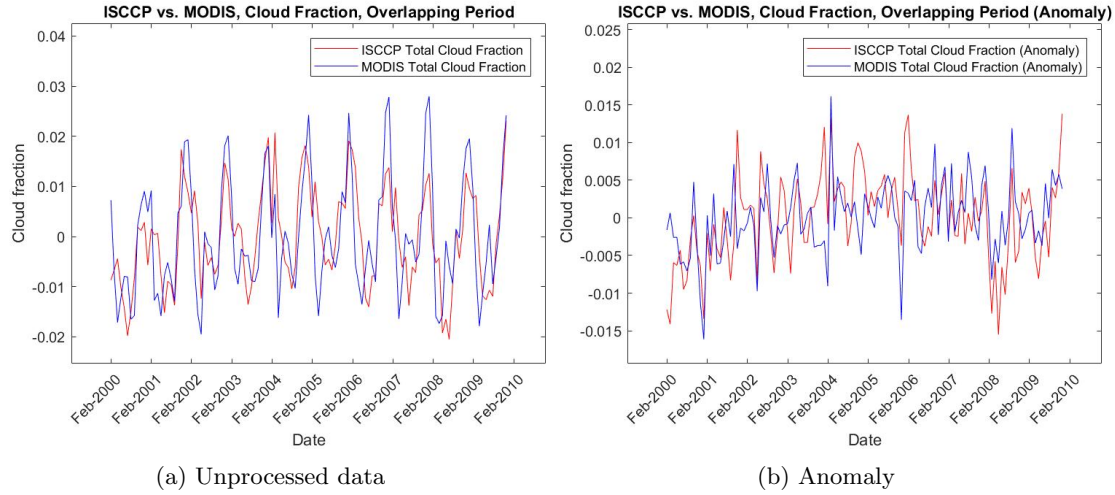 ISCCP vs. MODIS, Cloud Fraction, Overlapping Period
0.04
0.03
0.02
0.01
0
-0.01
-0.02
Cloud fraction
ISCCP Total Cloud Fraction
MODIS Total Cloud Fraction
Feb-2000
Feb-2001
Feb-2002
Feb-2003
Feb-2004
Feb-2005
Feb-2006
Feb-2007
Feb-2008
Feb-2009
Feb-2010
Date
(a) Unprocessed data
ISCCP vs. MODIS, Cloud Fraction, Overlapping Period (Anomaly)
0.025
0.02
0.015
0.01
0.005
0
-0.005
-0.01
-0.015
Cloud fraction
ISCCP Total Cloud Fraction (Anomaly)
MODIS Total Cloud Fraction (Anomaly)
Feb-2000
Feb-2001
Feb-2002
Feb-2003
Feb-2004
Feb-2005
Feb-2006
Feb-2007
Feb-2008
Feb-2009
Feb-2010
Date
(b) Anomaly